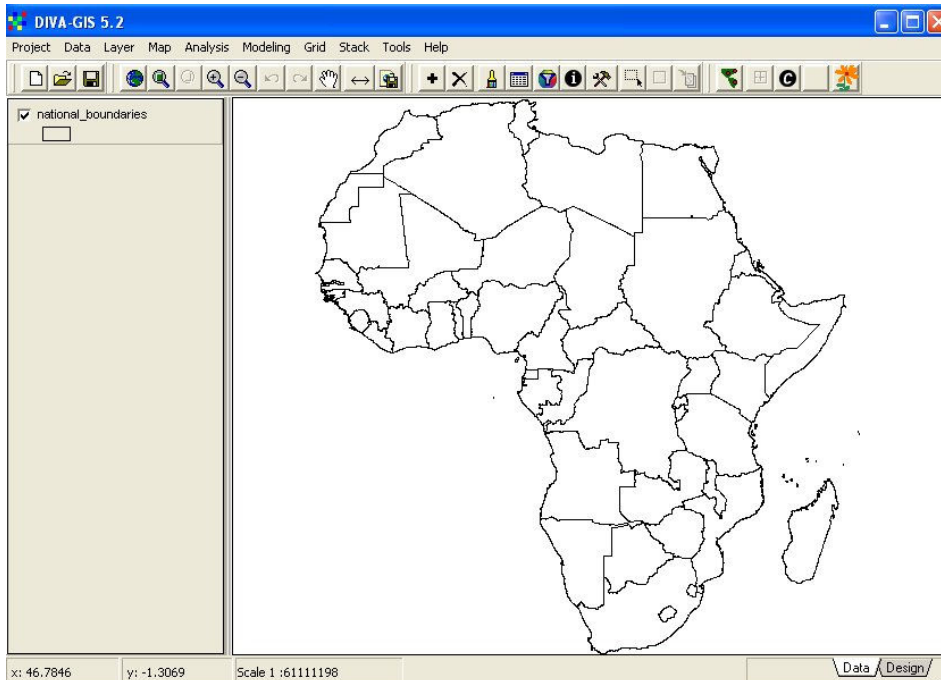 DIVA-GIS 5.2
Project Data Layer Map Analysis Modeling Grid Stack Tools Help
national_boundaries
x: 46.7846 y: -1.3069 Scale 1 :61111198 Data Design